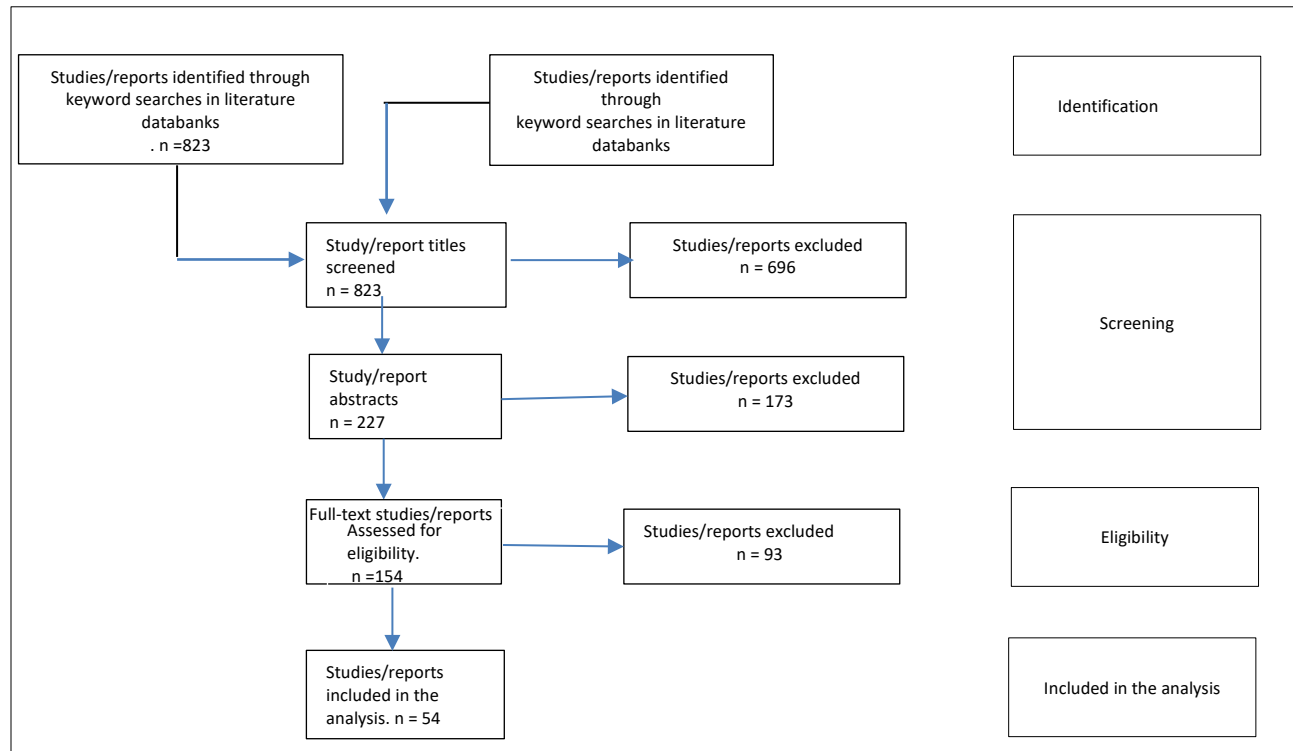 Studies/reports identified through
keyword searches in literature
databanks
. n =823
Studies/reports identified
through
keyword searches in literature
databanks
Identification
Study/report titles
screened
n = 823
Studies/reports excluded
n = 696
Screening
Study/report
abstracts
n = 227
Studies/reports excluded
n = 173
Full-text studies/reports
Assessed for
eligibility.
n =154
Studies/reports excluded
n = 93
Eligibility
Studies/reports
included in the
analysis. n = 54
Included in the analysis